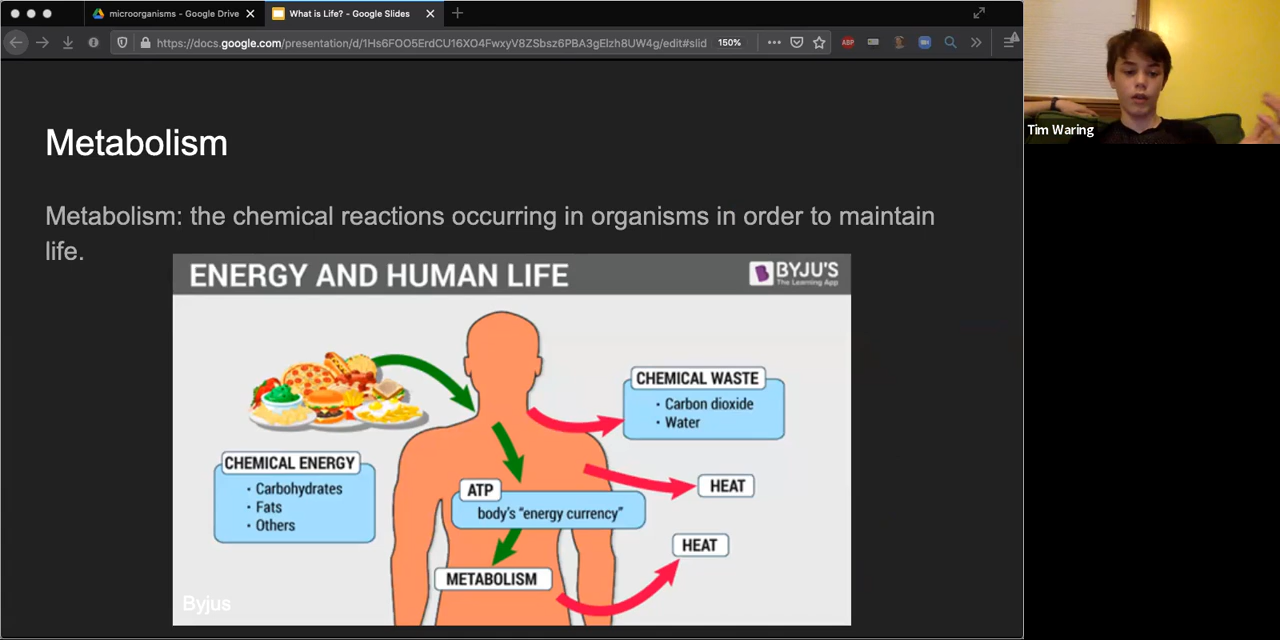 microorganisms - Google Drive
What is Life? - Google Slides
https://docs.google.com/presentation/d/1Hs6FOO5ErdCU16XO4FwxyV8ZSbsz6PBA3gElzh8UW4g/edit#slid
150%
ABP
Tim Waring
Metabolism
Metabolism: the chemical reactions occurring in organisms in order to maintain
life.
ENERGY AND HUMAN LIFE
BYJU'S
The Learning App
CHEMICAL WASTE
· Carbon dioxide
· Water
CHEMICAL ENERGY
· Carbohydrates
· Fats
· Others
ATP
body's "energy currency"
HEAT
HEAT
METABOLISM
Byjus